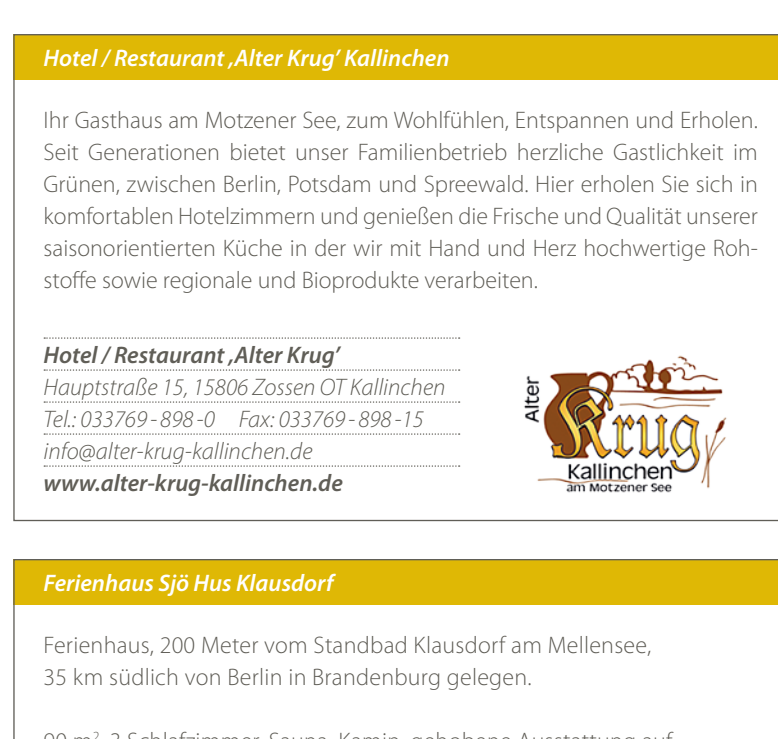 Hotel / Restaurant ‚Alter Krug‘ Kallinchen
Ihr Gasthaus am Motzener See, zum Wohlfühlen, Entspannen und Erholen.
Seit Generationen bietet unser Familienbetrieb herzliche Gastlichkeit im
Grünen, zwischen Berlin, Potsdam und Spreewald. Hier erholen Sie sich in
komfortablen Hotelzimmern und genießen die Frische und Qualität unserer
saisonorientierten Küche in der wir mit Hand und Herz hochwertige Roh-
stoffe sowie regionale und Bioprodukte verarbeiten.
Hotel / Restaurant ‚Alter Krug‘
Hauptstraße 15, 15806 Zossen OT Kallinchen
Tel.: 033769 - 898 - 0 Fax: 033769 - 898 - 15
info@alter-krug-kallinchen.de
www.alter-krug-kallinchen.de
Alter
Krug
Kallinchen
am Motzener See
Ferienhaus Sjö Hus Klausdorf
Ferienhaus, 200 Meter vom Standbad Klausdorf am Mellensee,
35 km südlich von Berlin in Brandenburg gelegen.